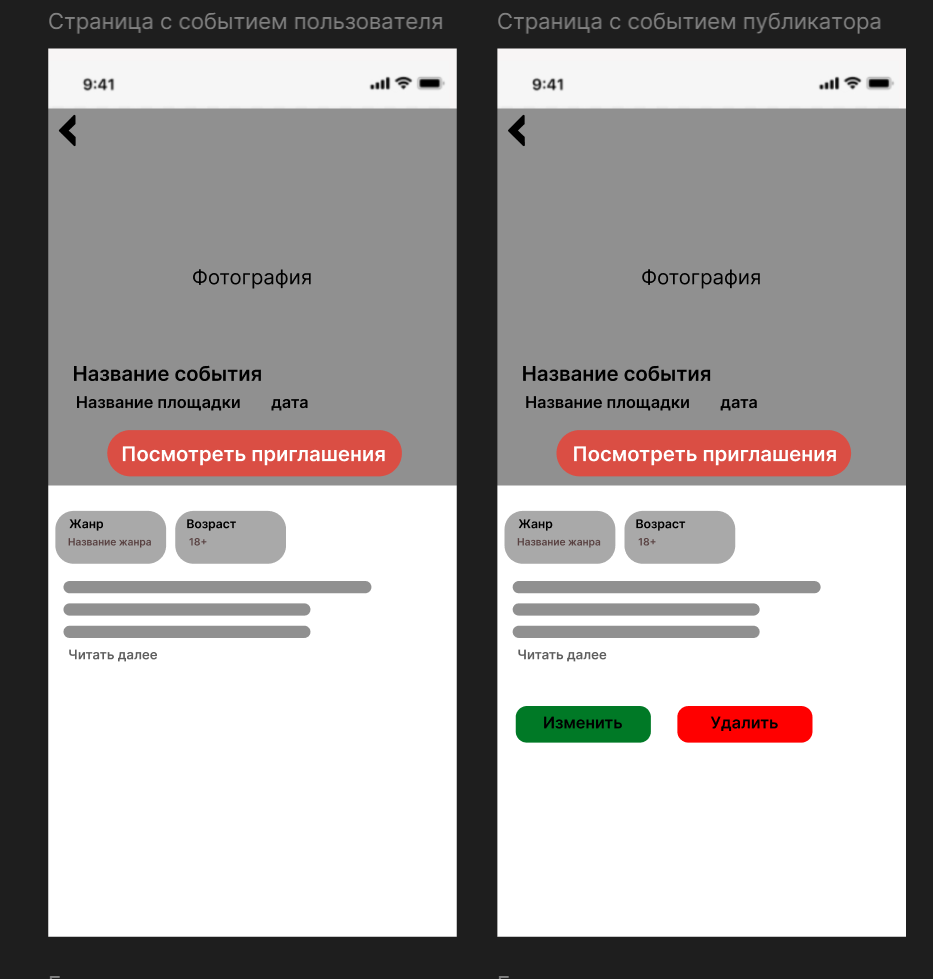 Страница с событием пользователя
9:41
Фотография
Название события
Название площадки дата
Посмотреть приглашения
Жанр
Название жанра
Возраст
18+
Читать далее
Страница с событием публикатора
9:41
Фотография
Название события
Название площадки дата
Посмотреть приглашения
Жанр
Название жанра
Возраст
18+
Читать далее
Изменить
Удалить